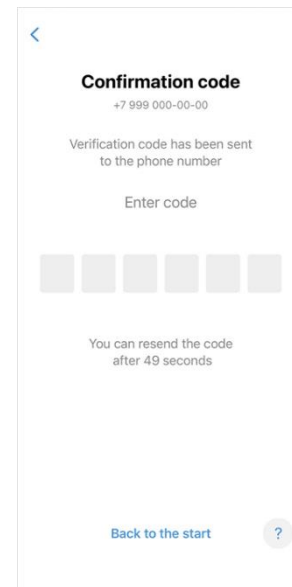 Confirmation code
+7 999 000-00-00
Verification code has been sent
to the phone number
Enter code
You can resend the code
after 49 seconds
Back to the start
?